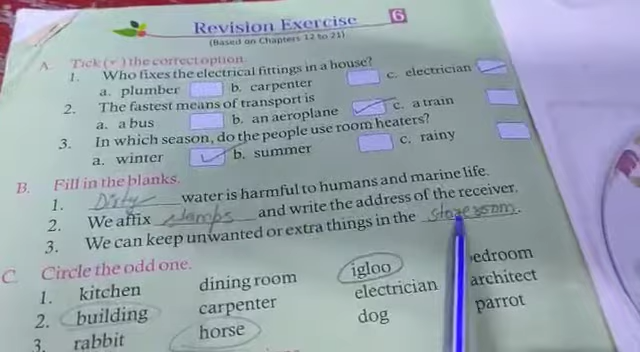 Revision Exercise 6
(Based on Chapters 12 to 21)
A. Tick (✓) the correct option.
1. Who fixes the electrical fittings in a house?
a. plumber b. carpenter c. electrician ✓
2. The fastest means of transport is
a. a bus b. an aeroplane ✓ c. a train
3. In which season, do the people use room heaters?
a. winter ✓ b. summer c. rainy
B. Fill in the blanks.
1. Dirty water is harmful to humans and marine life.
2. We affix stamps and write the address of the receiver.
3. We can keep unwanted or extra things in the storeroom.
C. Circle the odd one.
1. kitchen dining room igloo edroom
2. building carpenter electrician architect
3. rabbit horse dog parrot